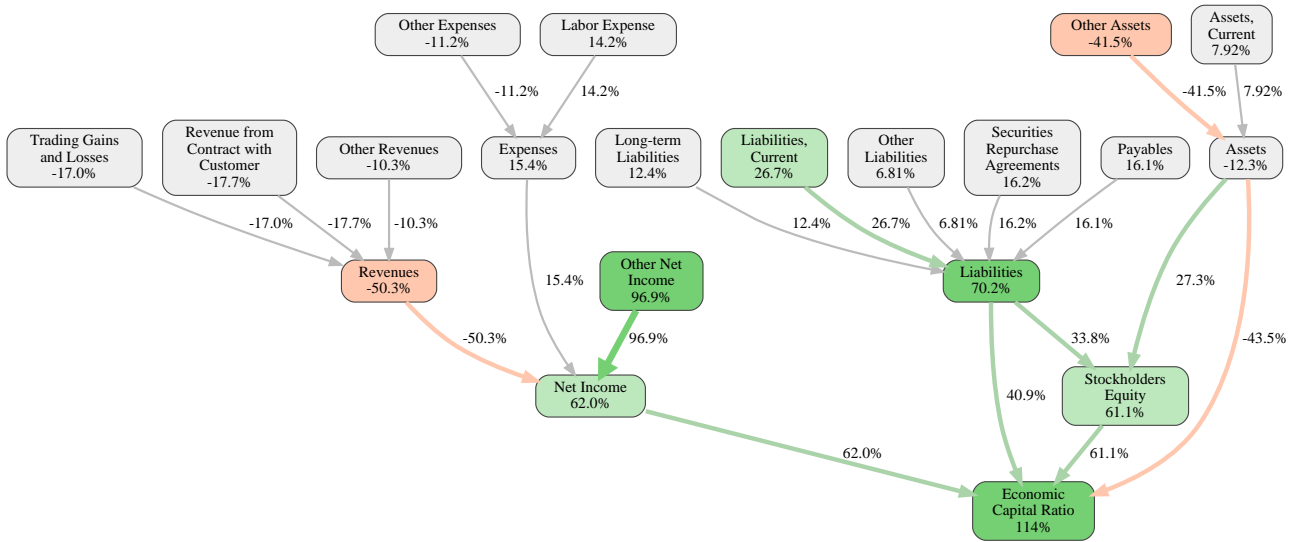 Other Expenses
-11.2%
Labor Expense
14.2%
Other Assets
-41.5%
Assets,
Current
7.92%
-11.2%
14.2%
-41.5%
7.92%
Trading Gains
and Losses
-17.0%
Revenue from
Contract with
Customer
-17.7%
Other Revenues
-10.3%
Expenses
15.4%
Long-term
Liabilities
12.4%
Liabilities,
Current
26.7%
Other
Liabilities
6.81%
Securities
Repurchase
Agreements
16.2%
Payables
16.1%
Assets
-12.3%
-17.0%
-17.7%
-10.3%
12.4%
26.7%
6.81%
16.2%
16.1%
Revenues
-50.3%
15.4%
Other Net
Income
96.9%
Liabilities
70.2%
27.3%
-50.3%
96.9%
33.8%
-43.5%
Net Income
62.0%
40.9%
Stockholders
Equity
61.1%
62.0%
61.1%
Economic
Capital Ratio
114%